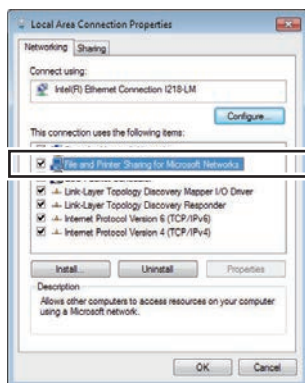 Local Area Connection Properties
Networking Sharing
Connect using:
Intel(R) Ethernet Connection I218-LM
Configure...
This connection uses the following items:
File and Printer Sharing for Microsoft Networks
Link-Layer Topology Discovery Mapper I/O Driver
Link-Layer Topology Discovery Responder
Internet Protocol Version 6 (TCP/IPv6)
Internet Protocol Version 4 (TCP/IPv4)
Install... Uninstall Properties
Description
Allows other computers to access resources on your computer
using a Microsoft network.
OK Cancel